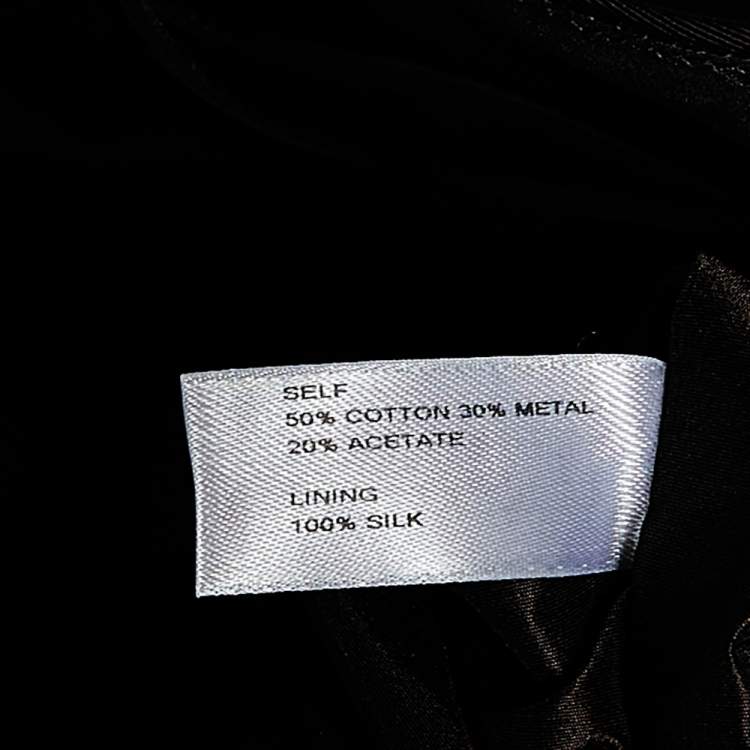 SELF
50% COTTON 30% METAL
20% ACETATE
LINING
100% SILK